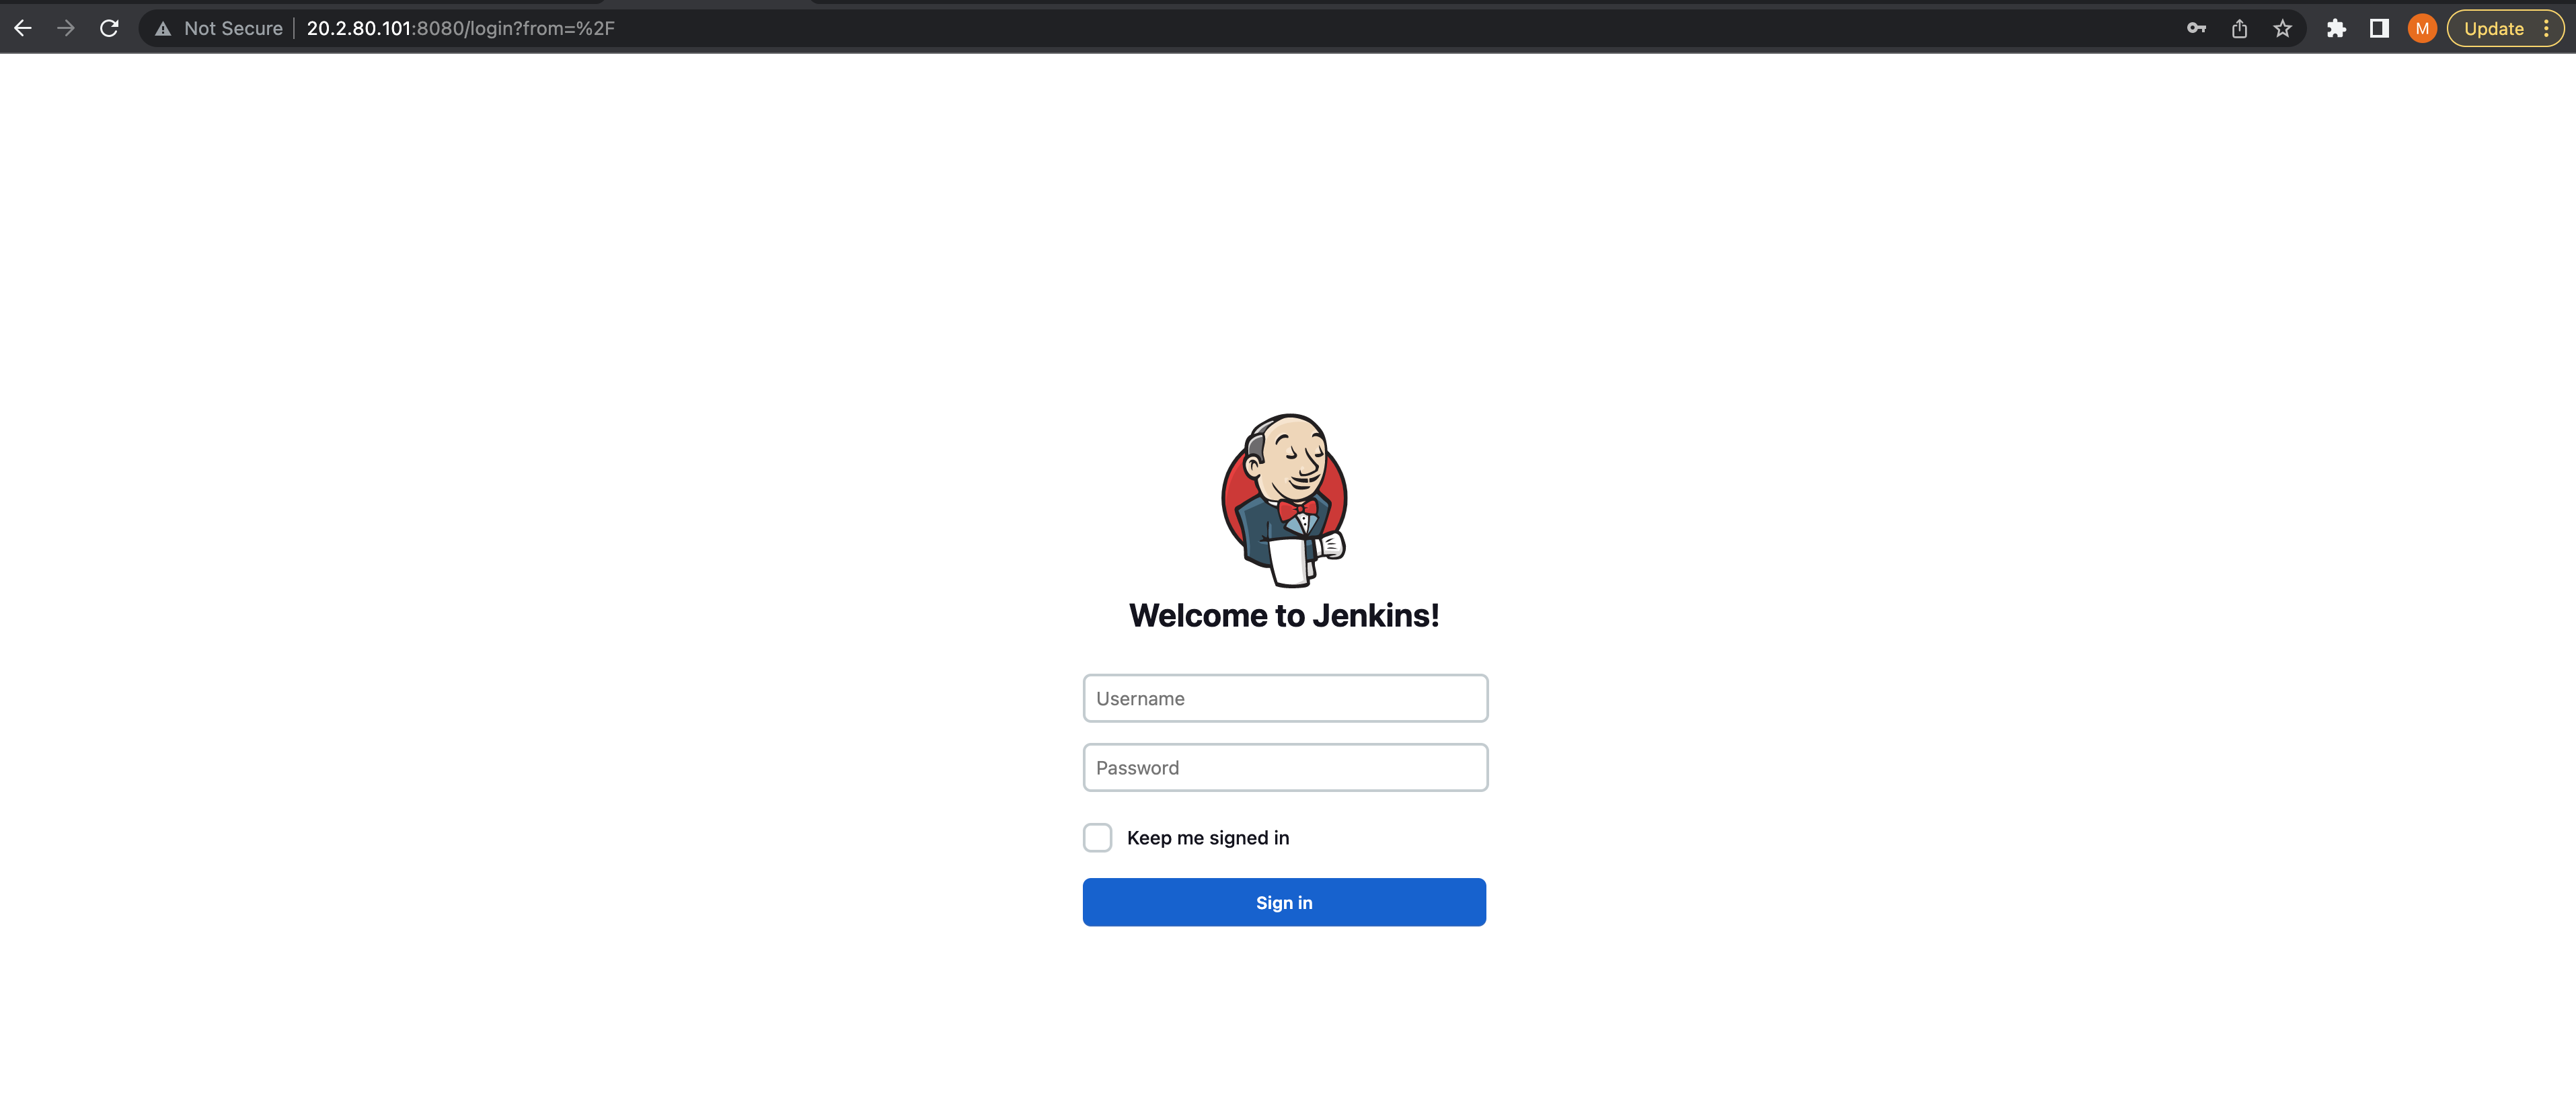 Not Secure | 20.2.80.101:8080/login?from=%2F
M
Update
Welcome to Jenkins!
Username
Password
Keep me signed in
Sign in